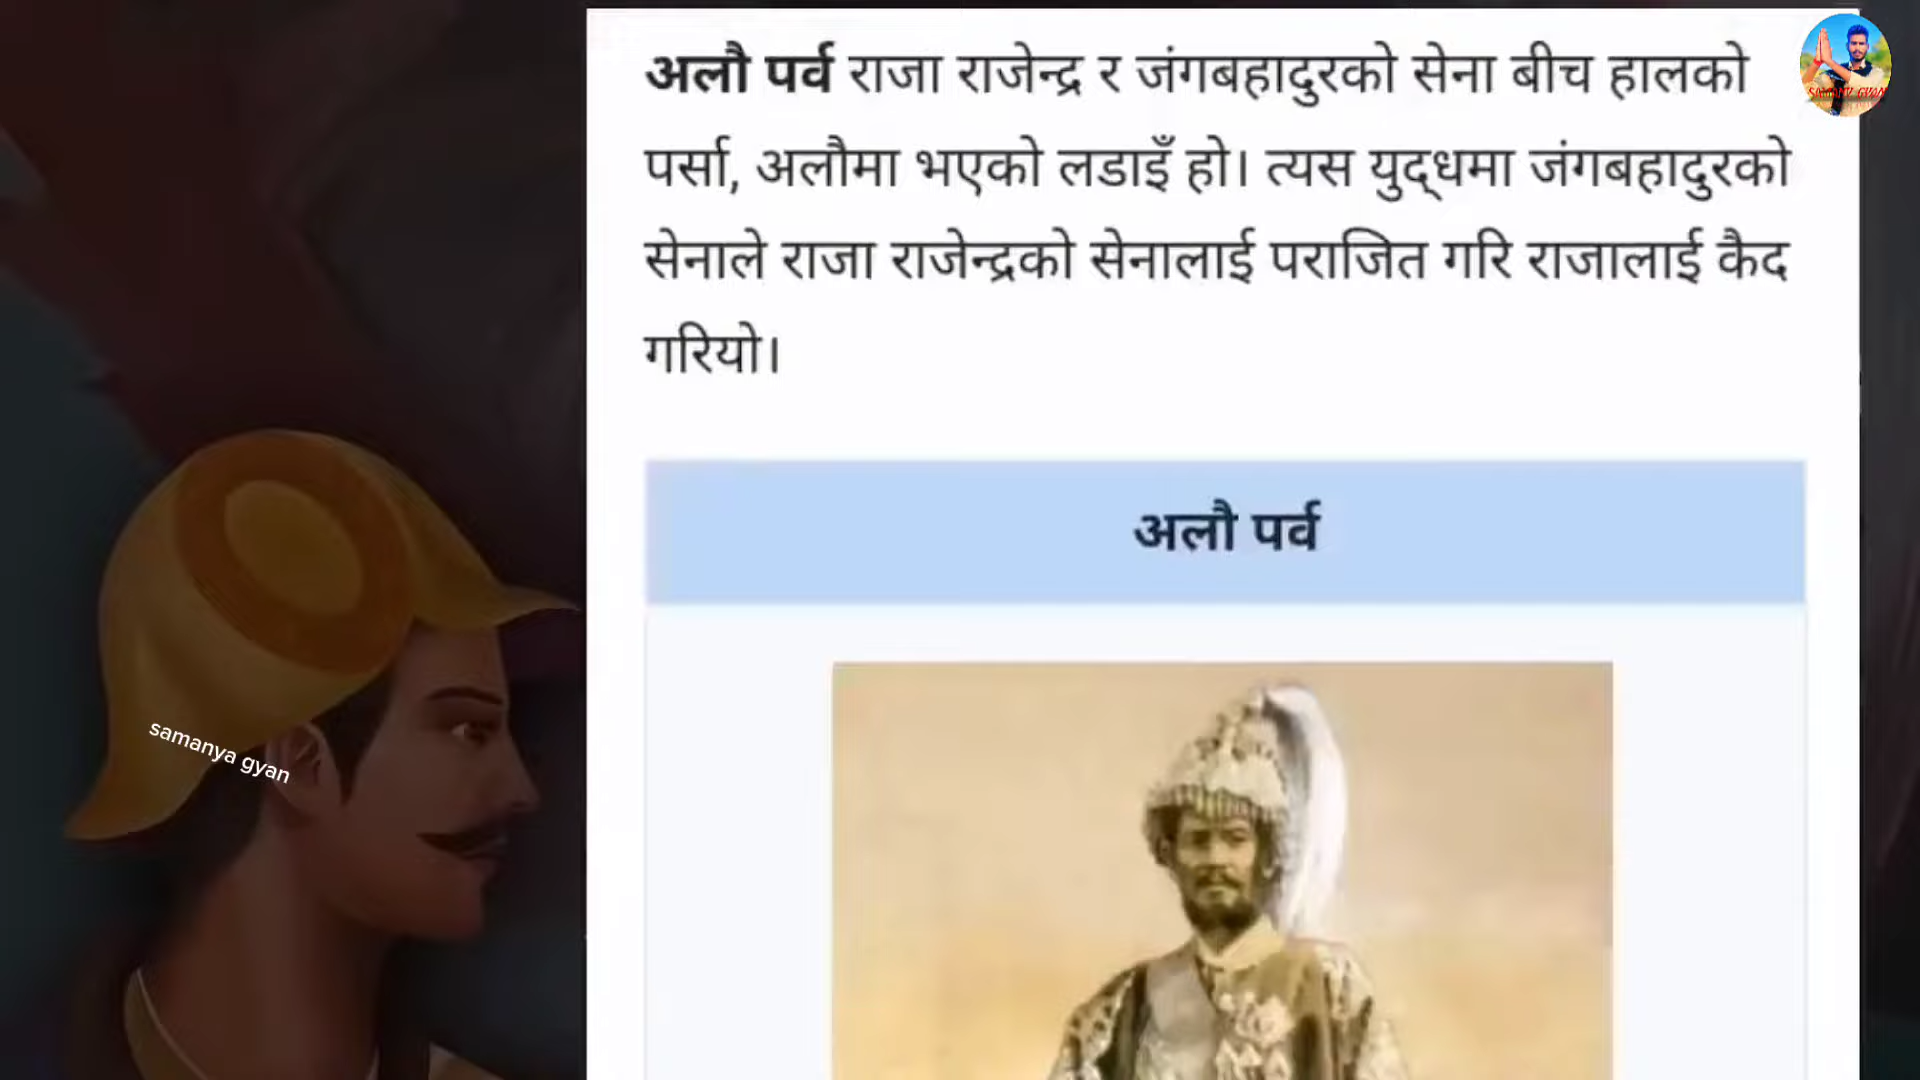 अलौ पर्व राजा राजेन्द्र र जंगबहादुरको सेना बीच हालको
पर्सा, अलौमा भएको लडाइँ हो। त्यस युद्धमा जंगबहादुरको
सेनाले राजा राजेन्द्रको सेनालाई पराजित गरि राजालाई कैद
गरियो।
अलौ पर्व
samanya gyan